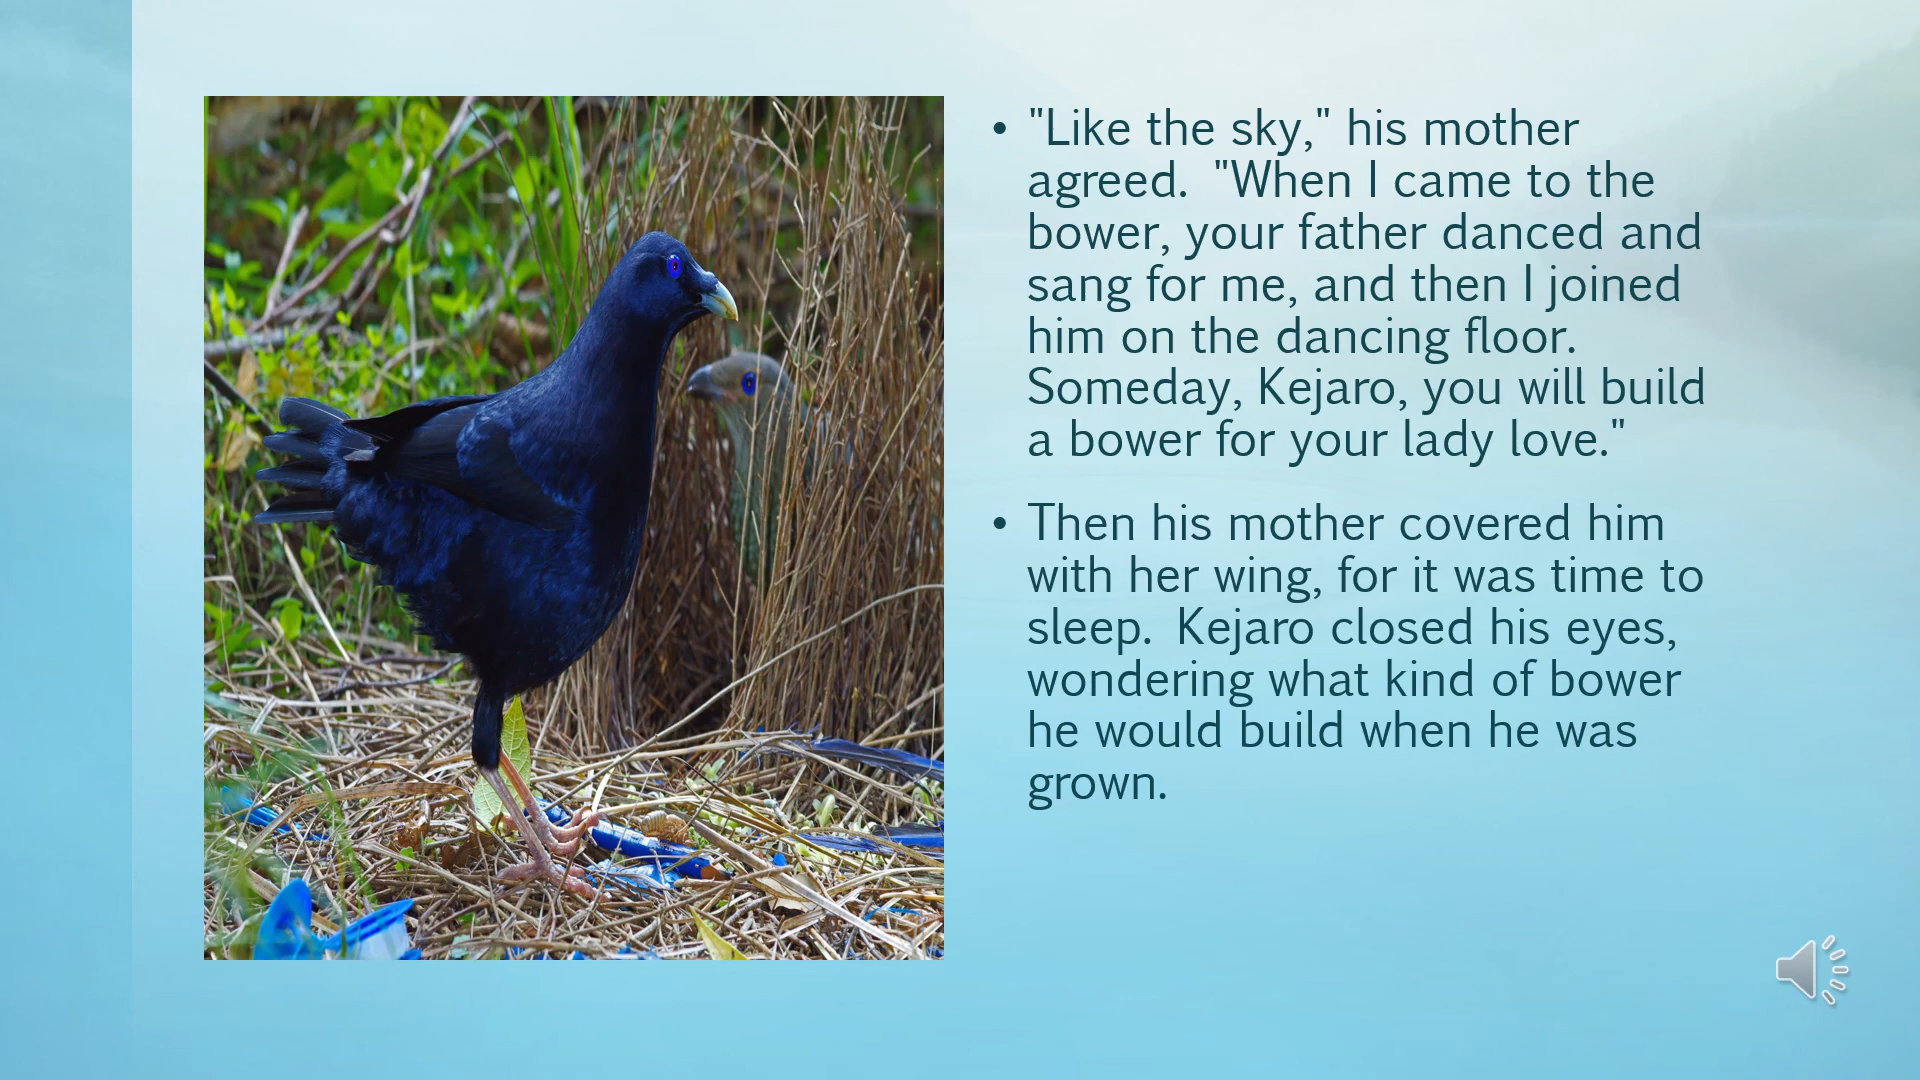 • "Like the sky," his mother
agreed.  "When I came to the
bower, your father danced and
sang for me, and then I joined
him on the dancing floor.
Someday, Kejaro, you will build
a bower for your lady love."
• Then his mother covered him
with her wing, for it was time to
sleep.  Kejaro closed his eyes,
wondering what kind of bower
he would build when he was
grown.